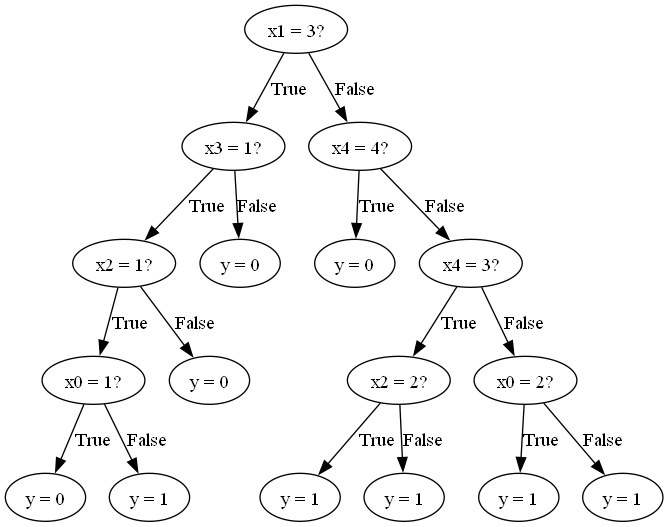 x1 = 3?
True
False
x3 = 1?
x4 = 4?
True
False
True
False
x2 = 1?
y = 0
y = 0
x4 = 3?
True
False
True
False
x0 = 1?
y = 0
x2 = 2?
x0 = 2?
True
False
True
False
True
False
y = 0
y = 1
y = 1
y = 1
y = 1
y = 1